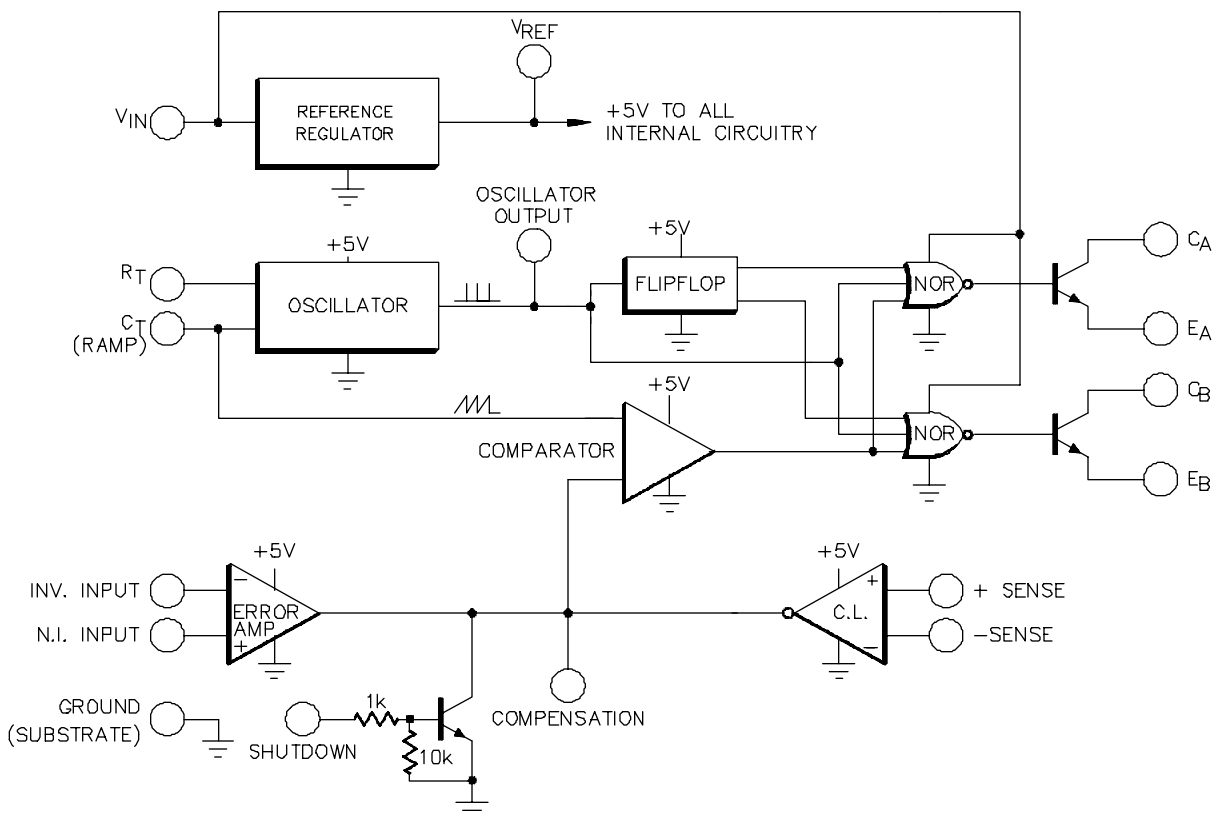 VREF
VIN
REFERENCE
REGULATOR
+5V TO ALL
INTERNAL CIRCUITRY
OSCILLATOR
OUTPUT
+5V
+5V
RT
CT
(RAMP)
OSCILLATOR
FLIPFLOP
NOR
CA
EA
+5V
COMPARATOR
NOR
CB
EB
+5V
+5V
INV. INPUT
N.I. INPUT
−
ERROR
AMP
+
+
C.L.
−
+ SENSE
−SENSE
GROUND
(SUBSTRATE)
SHUTDOWN
1k
10k
COMPENSATION